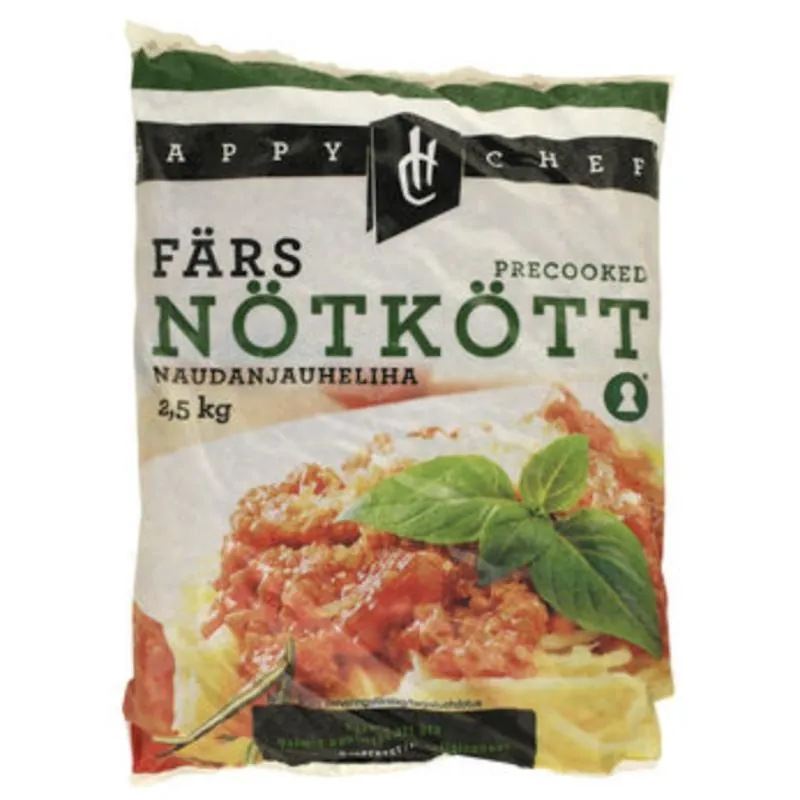 APPY CHEF
FÄRS
PRECOOKED
NÖTKÖTT
NAUDANJAUHELIHA
2,5 kg